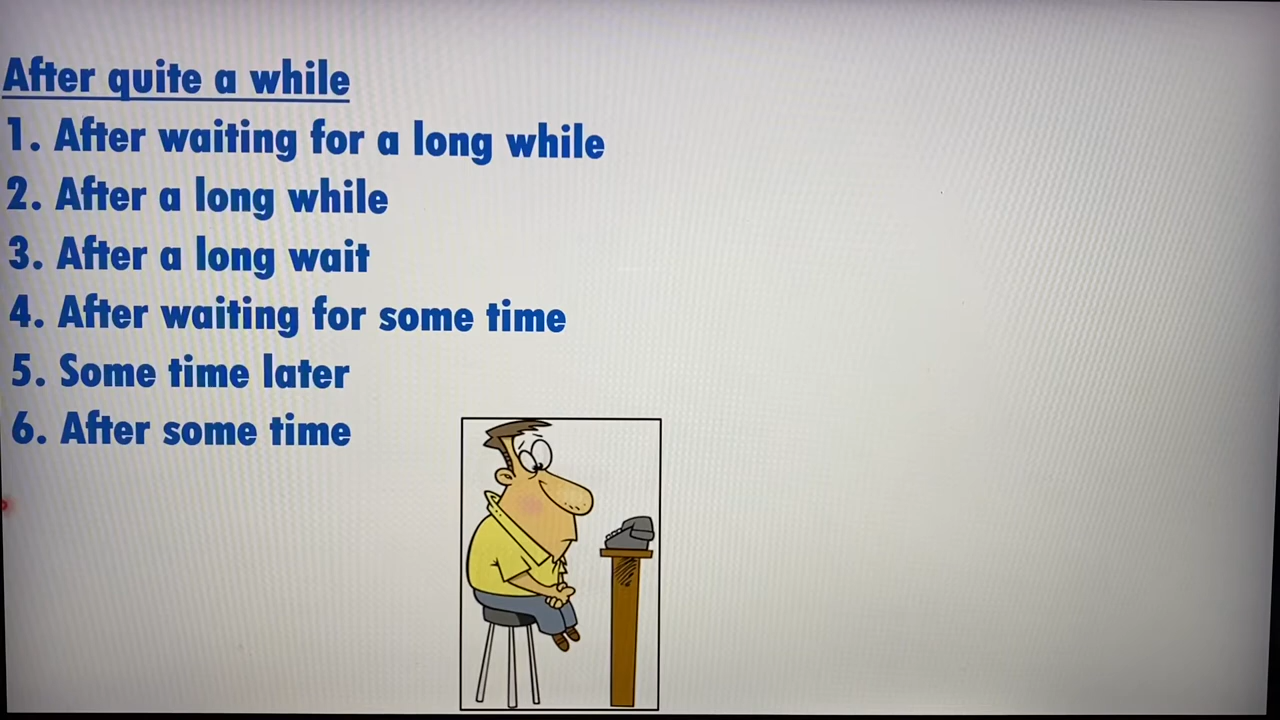 After quite a while
1. After waiting for a long while
2. After a long while
3. After a long wait
4. After waiting for some time
5. Some time later
6. After some time